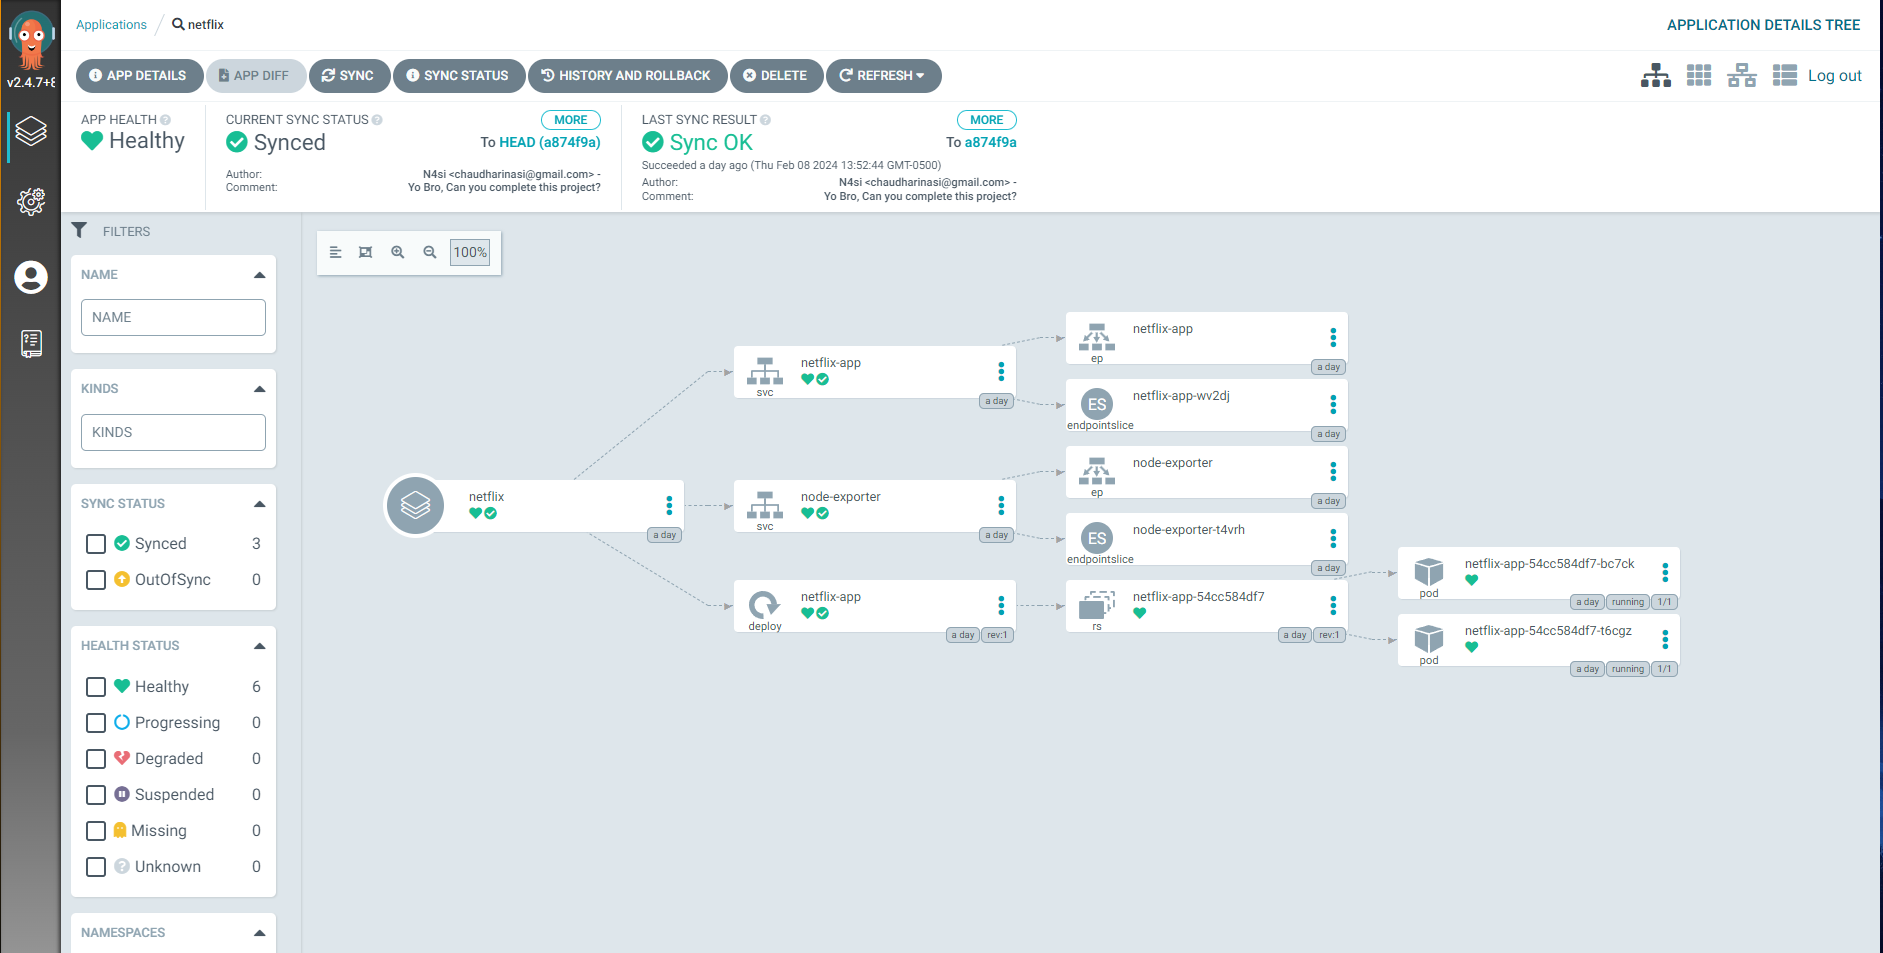 Applications / netflix
APPLICATION DETAILS TREE
v2.4.7+8
APP DETAILS
APP DIFF
SYNC
SYNC STATUS
HISTORY AND ROLLBACK
DELETE
REFRESH
Log out
APP HEALTH
Healthy
CURRENT SYNC STATUS
MORE
Synced
To HEAD (a874f9a)
Author: N4si <chaudharinasi@gmail.com> -
Comment: Yo Bro, Can you complete this project?
LAST SYNC RESULT
MORE
Sync OK
To a874f9a
Succeeded a day ago (Thu Feb 08 2024 13:52:44 GMT-0500)
Author: N4si <chaudharinasi@gmail.com> -
Comment: Yo Bro, Can you complete this project?
FILTERS
NAME
NAME
KINDS
KINDS
SYNC STATUS
Synced 3
OutOfSync 0
HEALTH STATUS
Healthy 6
Progressing 0
Degraded 0
Suspended 0
Missing 0
Unknown 0
NAMESPACES
100%
netflix
a day
netflix-app
svc
a day
node-exporter
svc
a day
netflix-app
deploy
a day
rev:1
netflix-app
ep
a day
ES
netflix-app-wv2dj
endpointslice
a day
node-exporter
ep
a day
ES
node-exporter-t4vrh
endpointslice
a day
netflix-app-54cc584df7
rs
a day
rev:1
netflix-app-54cc584df7-bc7ck
pod
a day
running
1/1
netflix-app-54cc584df7-t6cgz
pod
a day
running
1/1